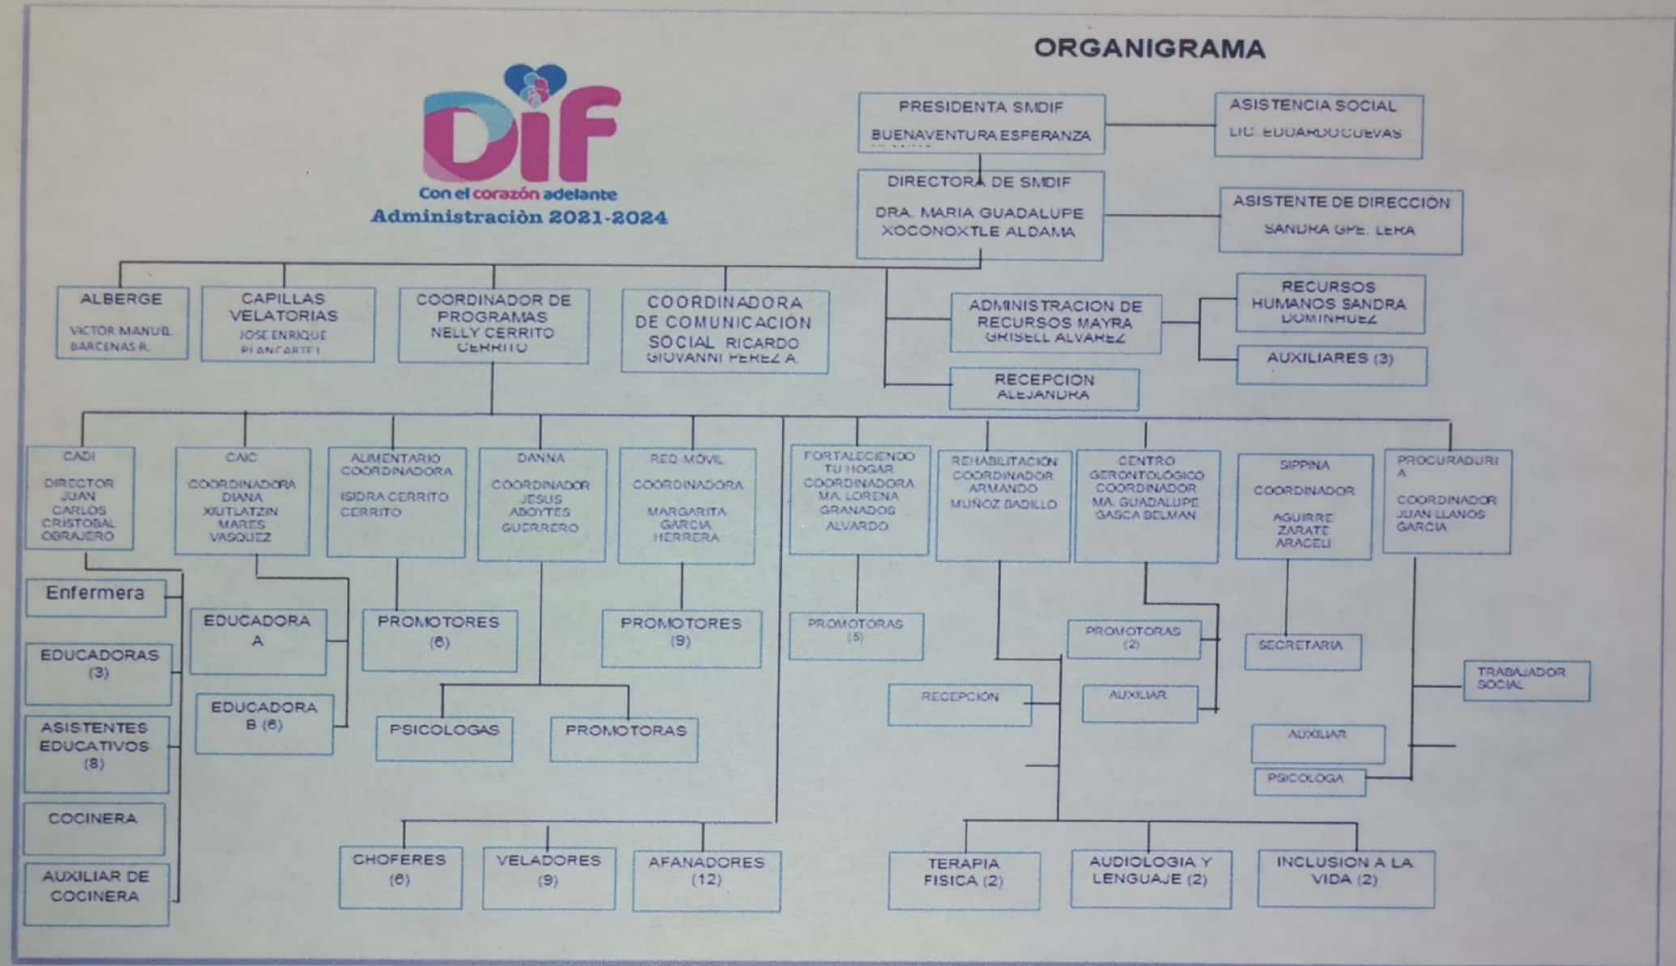 ORGANIGRAMA
Dif
Con el corazón adelante
Administraciòn 2021-2024
PRESIDENTA SMDIF
BUENAVENTURA ESPERANZA
ASISTENCIA SOCIAL
LIC. EDUARDO CUEVAS
DIRECTORA DE SMDIF
DRA. MARIA GUADALUPE
XOCONOXTLE ALDAMA
ASISTENTE DE DIRECCIÓN
SANDRA GPE. LERA
ALBERGE
VICTOR MANUEL
BARCENAS R.
CAPILLAS
VELATORIAS
JOSE ENRIQUE
PLANCARTE
COORDINADOR DE
PROGRAMAS
NELLY CERRITO
CERRITO
COORDINADORA
DE COMUNICACIÓN
SOCIAL RICARDO
GIOVANNI PEREZ A.
ADMINISTRACION DE
RECURSOS MAYRA
GRISELL ALVAREZ
RECURSOS
HUMANOS SANDRA
DOMINHUEZ
AUXILIARES (3)
RECEPCION
ALEJANDRA
CADI
DIRECTOR
JUAN
CARLOS
CRISTOBAL
OBRAJERO
CAIC
COORDINADORA
DIANA
XIUTLATZIN
MARES
VASQUEZ
ALIMENTARIO
COORDINADORA
ISIDRA CERRITO
CERRITO
DANNA
COORDINADOR
JESUS
ABOYTES
GUERRERO
RED MÓVIL
COORDINADORA
MARGARITA
GARCIA
HERRERA
FORTALECIENDO
TU HOGAR
COORDINADORA
MA. LORENA
GRANADOS
ALVARDO
REHABILITACION
COORDINADOR
ARMANDO
MUÑOZ BADILLO
CENTRO
GERONTOLÓGICO
COORDINADOR
MA. GUADALUPE
GASCA BELMAN
SIPPINA
COORDINADOR
AGUIRRE
ZARATE
ARACELI
PROCURADURI
A
COORDINADOR
JUAN LLANOS
GARCIA
Enfermera
EDUCADORAS
(3)
ASISTENTES
EDUCATIVOS
(8)
COCINERA
AUXILIAR DE
COCINERA
EDUCADORA
A
EDUCADORA
B (6)
PROMOTORES
(6)
PSICOLOGAS
PROMOTORAS
PROMOTORES
(9)
PROMOTORAS
(5)
RECEPCIÓN
PROMOTORAS
(2)
AUXILIAR
SECRETARIA
TRABAJADOR
SOCIAL
AUXILIAR
PSICOLOGA
CHOFERES
(6)
VELADORES
(9)
AFANADORES
(12)
TERAPIA
FISICA (2)
AUDIOLOGIA Y
LENGUAJE (2)
INCLUSION A LA
VIDA (2)